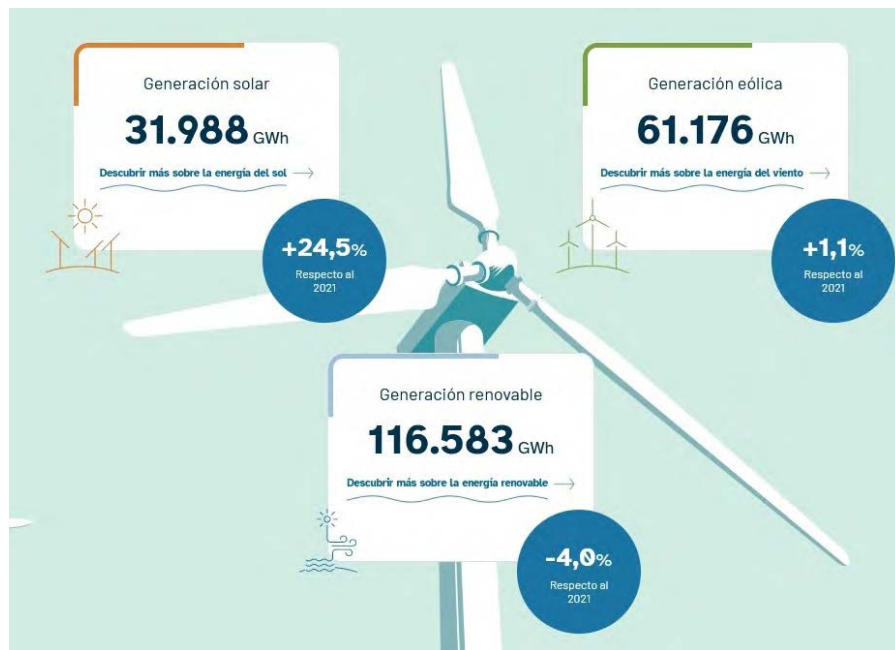 Generación solar
31.988 GWh
Descubrir más sobre la energía del sol
+24,5%
Respecto al
2021
Generación eólica
61.176 GWh
Descubrir más sobre la energía del viento
+1,1%
Respecto al
2021
Generación renovable
116.583 GWh
Descubrir más sobre la energía renovable
-4,0%
Respecto al
2021